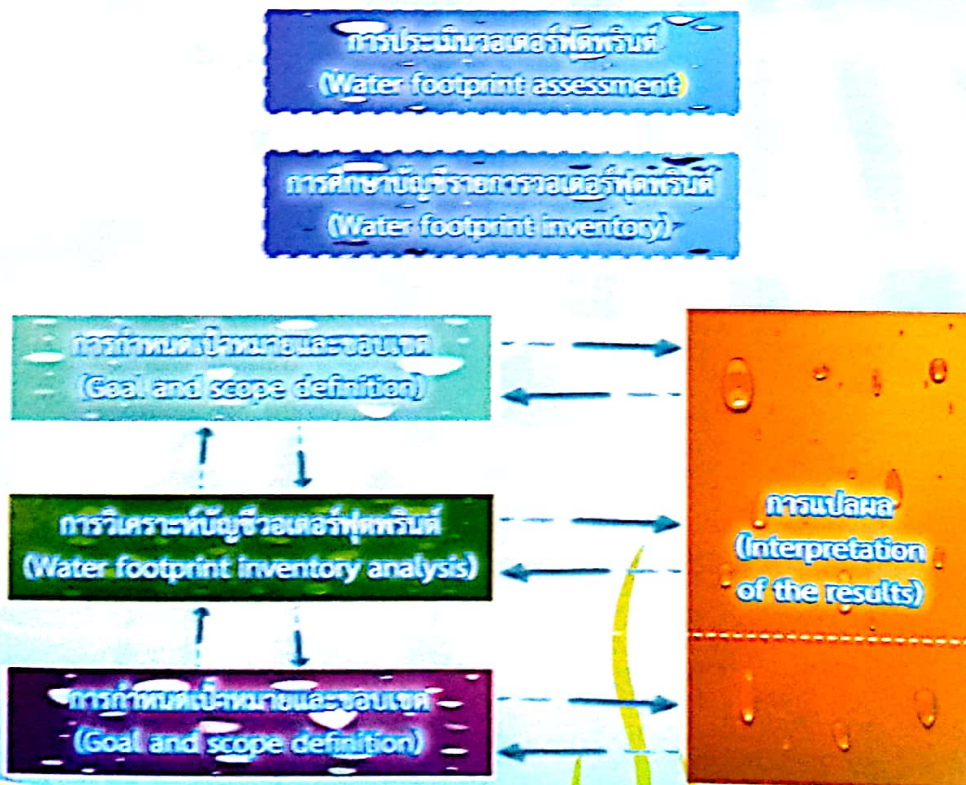 การประเมินวอเตอร์ฟุตพรินต์
(Water footprint assessment)
การศึกษาบัญชีรายการวอเตอร์ฟุตพรินต์
(Water footprint inventory)
การกำหนดเป้าหมายและขอบเขต
(Goal and scope definition)
การวิเคราะห์บัญชีวอเตอร์ฟุตพรินต์
(Water footprint inventory analysis)
การกำหนดเป้าหมายและขอบเขต
(Goal and scope definition)
การแปลผล
(Interpretation
of the results)